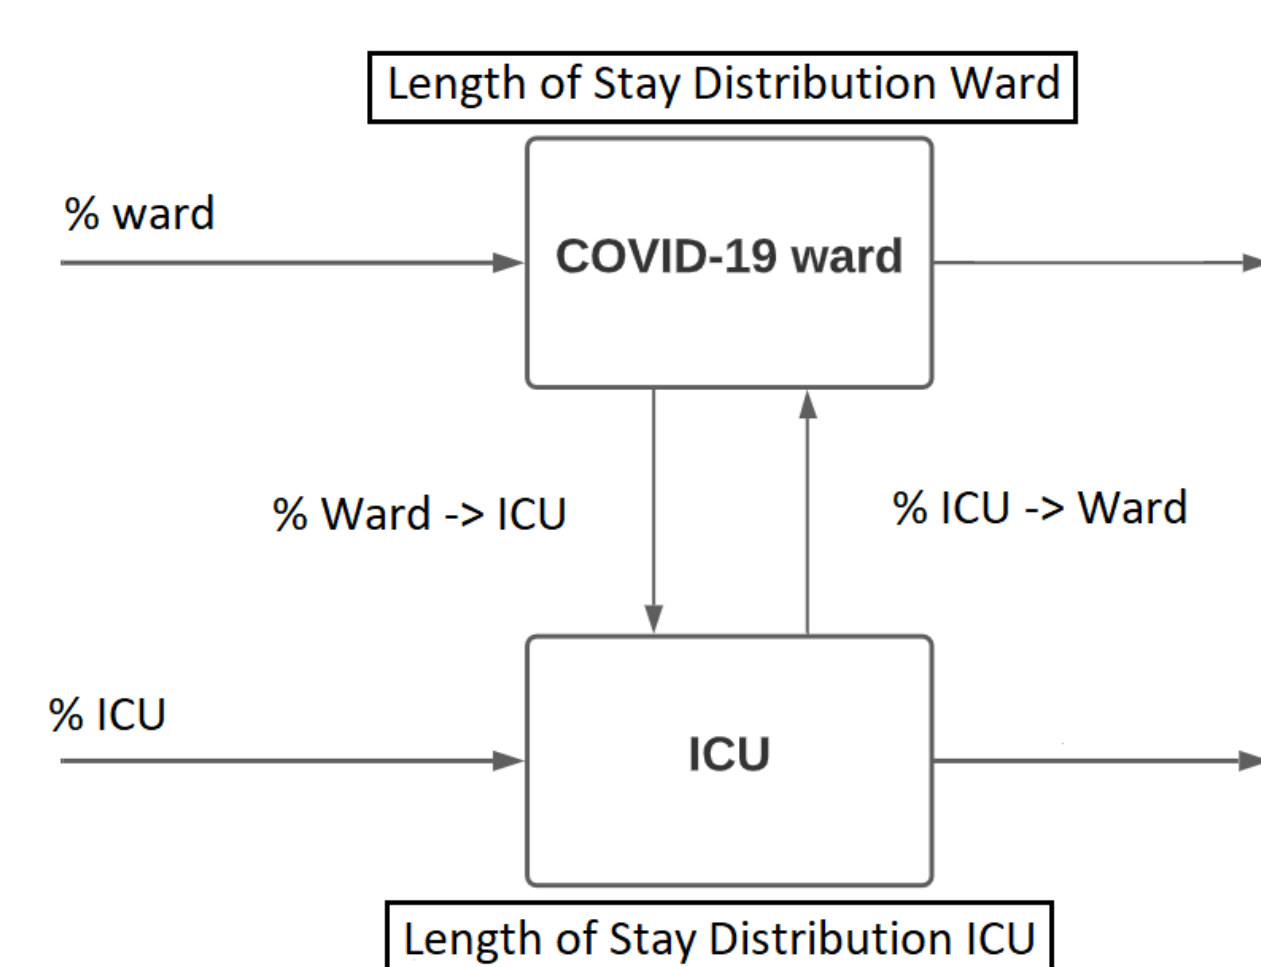 Length of Stay Distribution Ward
% ward
COVID-19 ward
% Ward -> ICU
% ICU -> Ward
% ICU
ICU
Length of Stay Distribution ICU